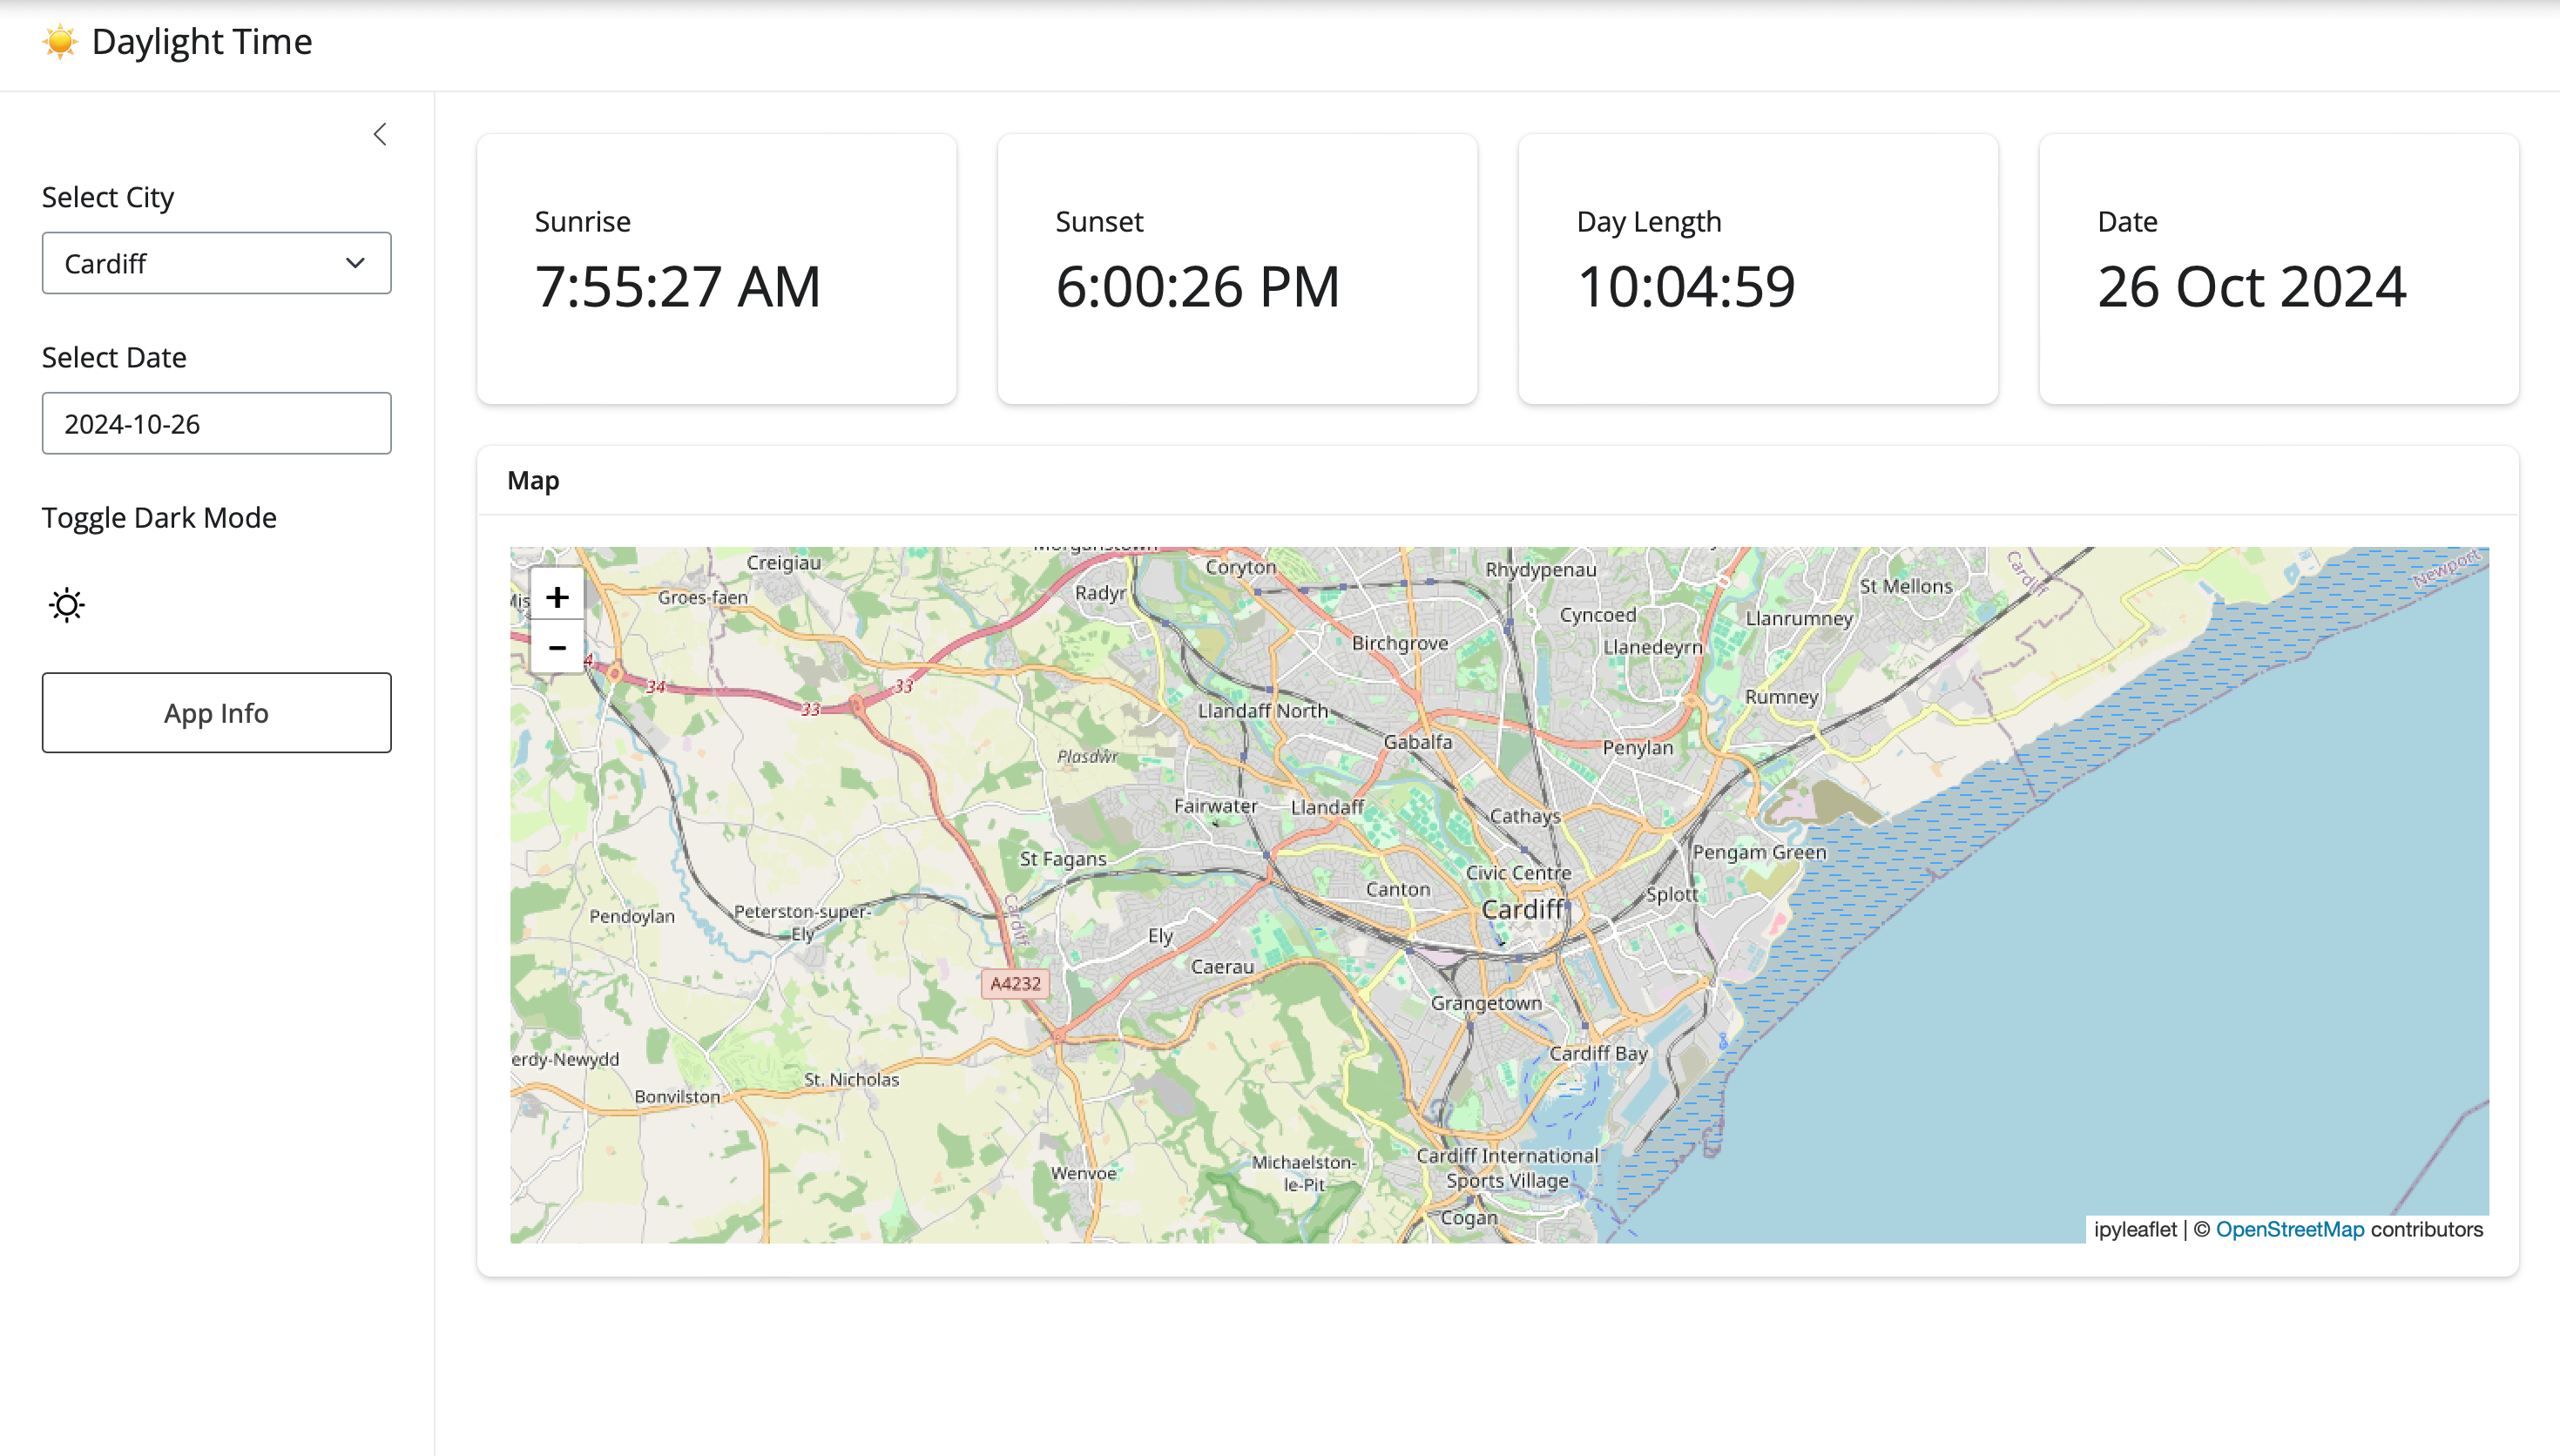 ☀️ Daylight Time
Select City
Cardiff
Select Date
2024-10-26
Toggle Dark Mode
App Info
Sunrise
7:55:27 AM
Sunset
6:00:26 PM
Day Length
10:04:59
Date
26 Oct 2024
Map
+
−
Creigiau
Coryton
Rhydypenau
Cardiff
Newport
Groes-faen
Radyr
St Mellons
Cyncoed
Llanrumney
Birchgrove
Llanedeyrn
4
34
33
33
Rumney
Llandaff North
Gabalfa
Penylan
Plasdŵr
Fairwater
Llandaff
Cathays
St Fagans
Pengam Green
Civic Centre
Canton
Splott
Cardiff
Pendoylan
Peterston-super-
Ely
Cardiff
Ely
Caerau
A4232
Grangetown
Cardiff Bay
erdy-Newydd
St. Nicholas
Bonvilston
Wenvoe
Michaelston-
le-Pit
Cardiff International
Sports Village
Cogan
ipyleaflet | © OpenStreetMap contributors